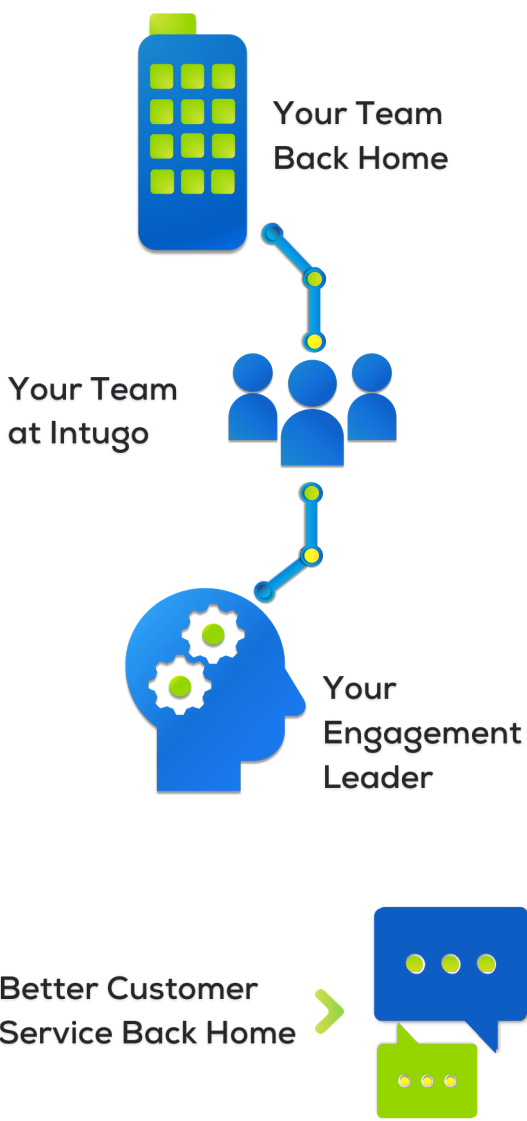 Your Team
Back Home
Your Team
at Intugo
Your
Engagement
Leader
Better Customer
Service Back Home